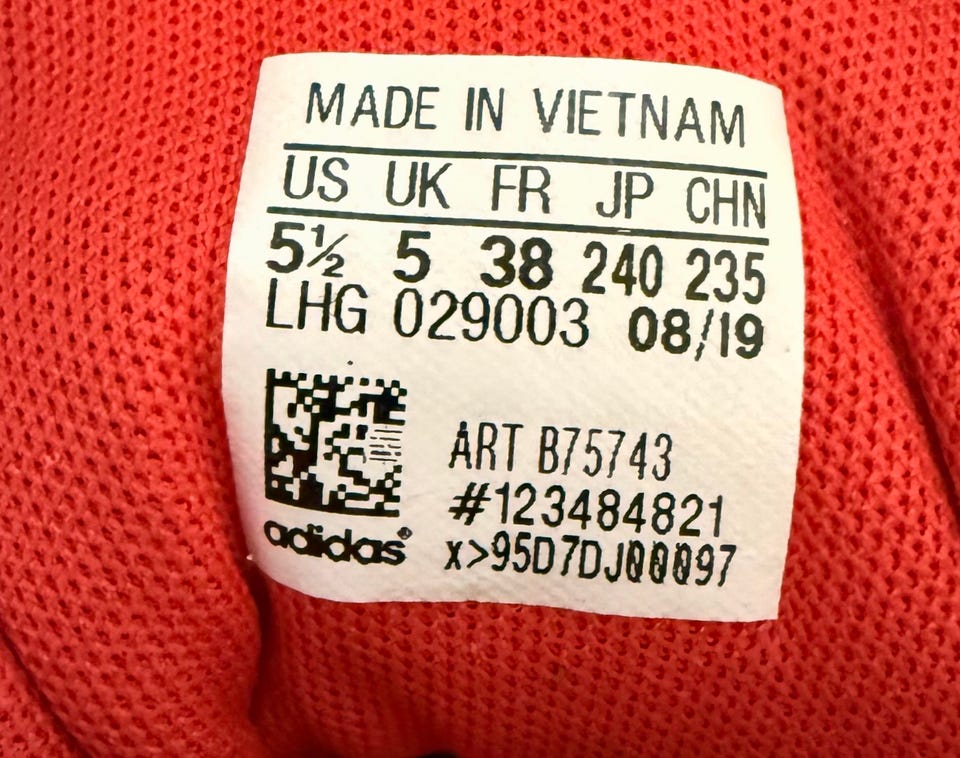 MADE IN VIETNAM
US UK FR JP CHN
5½ 5 38 240 235
LHG 029003 08/19
ART B75743
#123484821
x>95D7DJ00097
adidas®